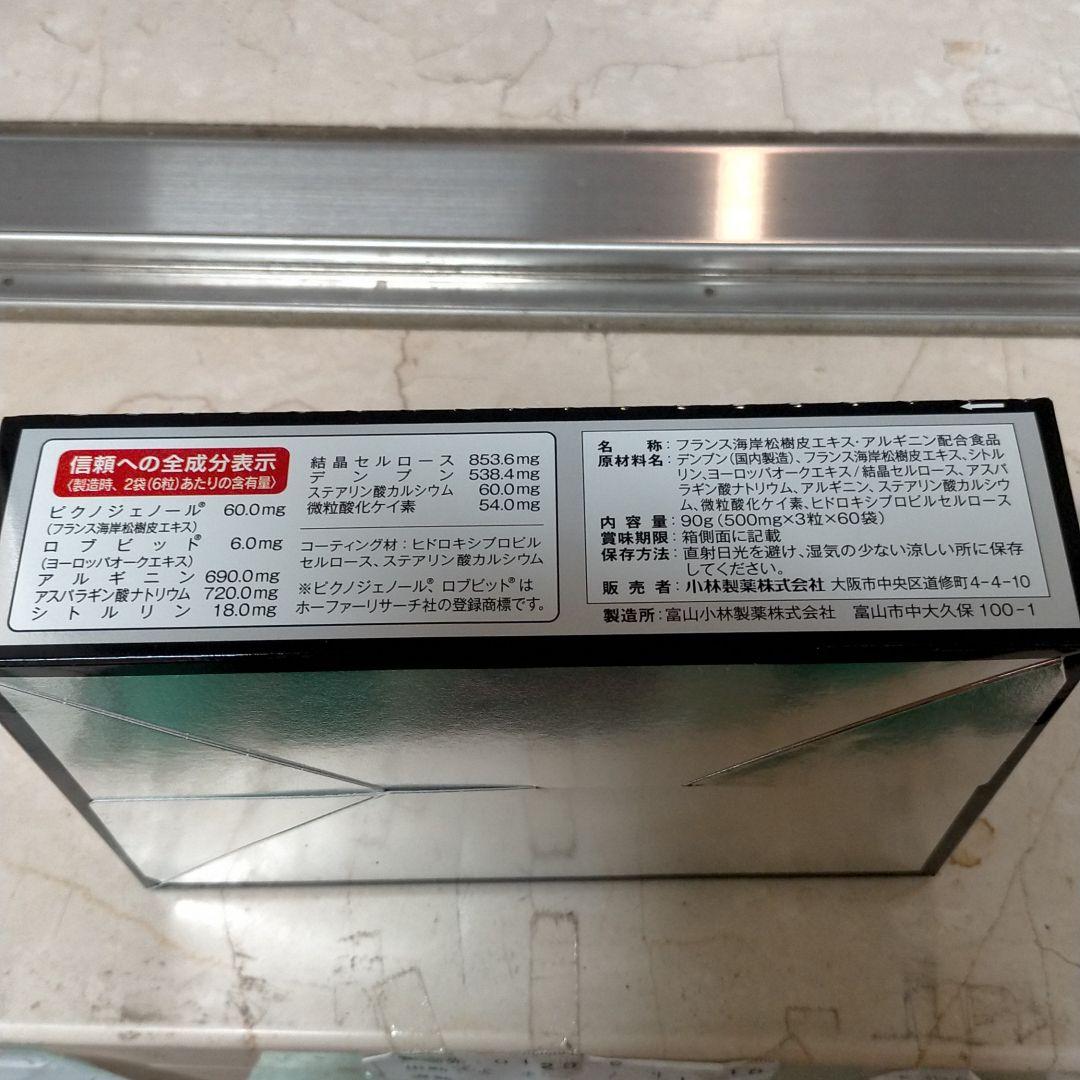 信頼への全成分表示
〈製造時、2袋(6粒)あたりの含有量〉
ピクノジェノール® 60.0mg
(フランス海岸松樹皮エキス)
ロブビット® 6.0mg
(ヨーロッパオークエキス)
アルギニン 690.0mg
アスパラギン酸ナトリウム 720.0mg
シトルリン 18.0mg
結晶セルロース 853.6mg
デンプン 538.4mg
ステアリン酸カルシウム 60.0mg
微粒酸化ケイ素 54.0mg
コーティング材:ヒドロキシプロピル
セルロース、ステアリン酸カルシウム
※ピクノジェノール®、ロブビット®は
ホーファーリサーチ社の登録商標です。
名称:フランス海岸松樹皮エキス・アルギニン配合食品
原材料名:デンプン(国内製造)、フランス海岸松樹皮エキス、シトル
リン、ヨーロッパオークエキス/結晶セルロース、アスパ
ラギン酸ナトリウム、アルギニン、ステアリン酸カルシウ
ム、微粒酸化ケイ素、ヒドロキシプロピルセルロース
内容量:90g(500mg×3粒×60袋)
賞味期限:箱側面に記載
保存方法:直射日光を避け、湿気の少ない涼しい所に保存
してください。
販売者:小林製薬株式会社 大阪市中央区道修町4-4-10
製造所:富山小林製薬株式会社 富山市中大久保100-1